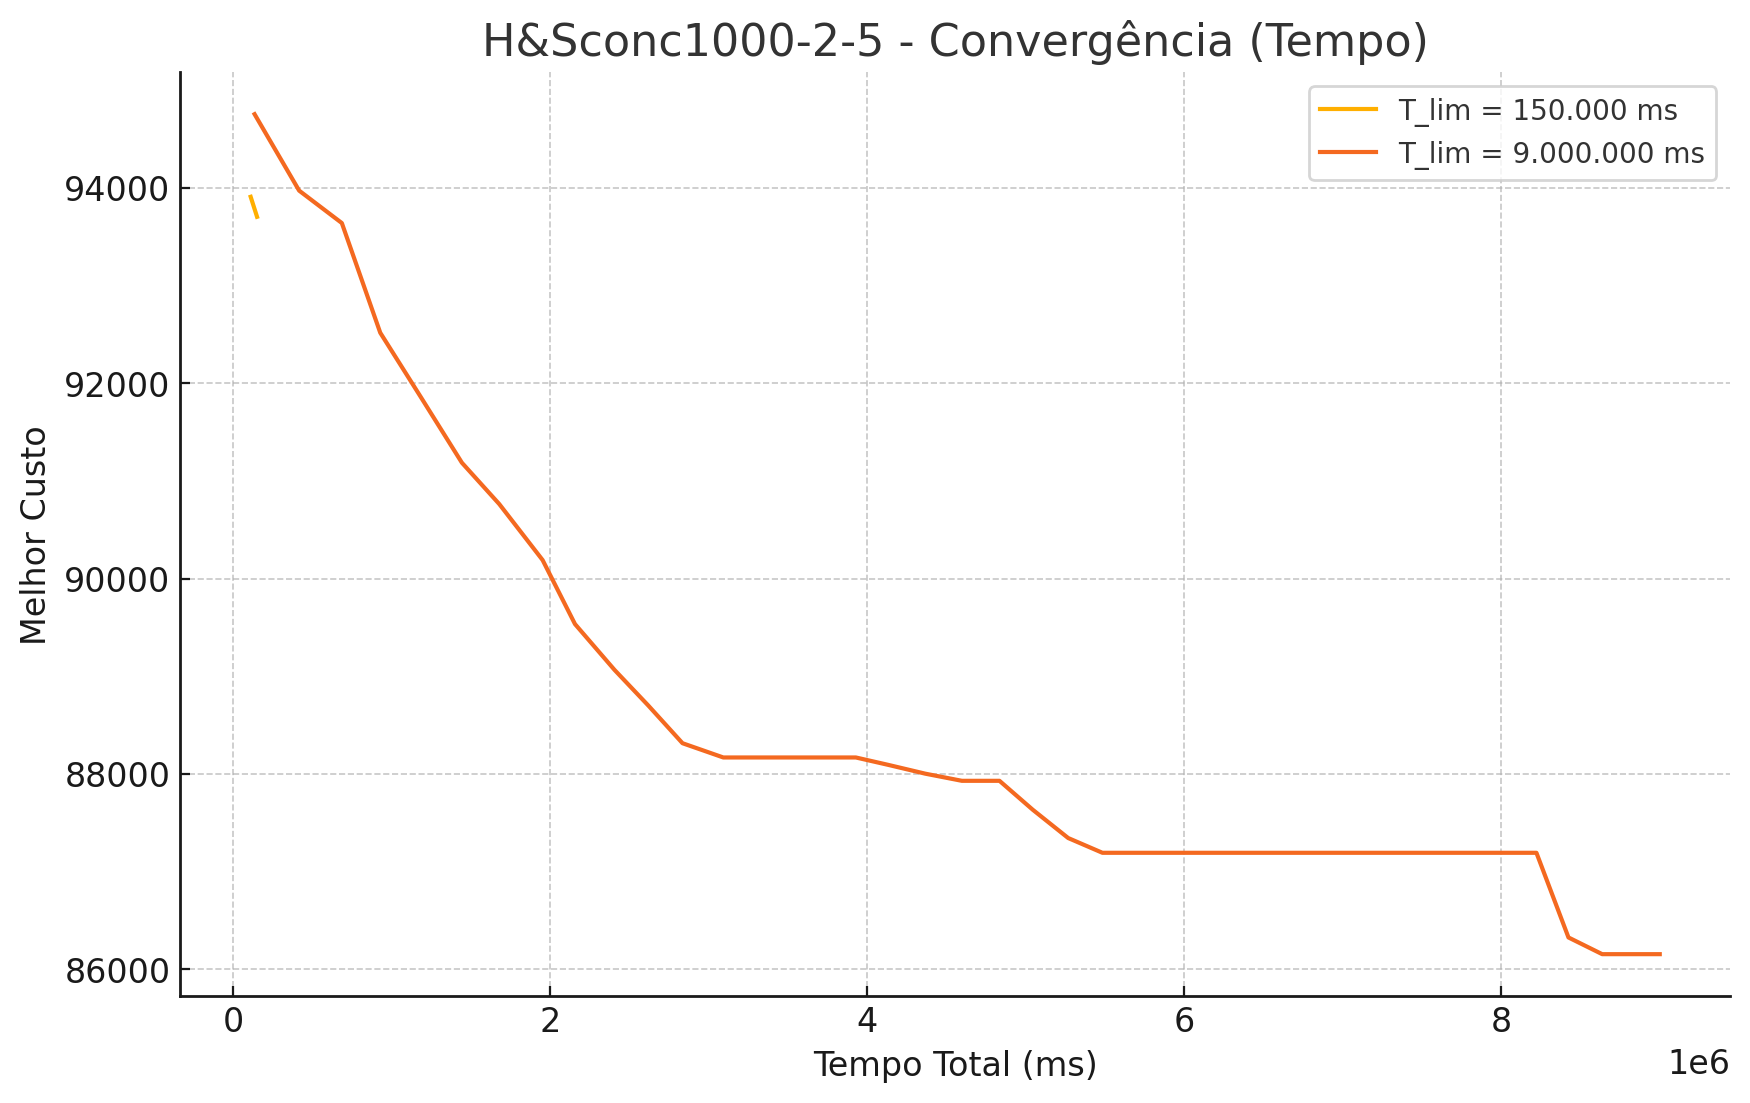 H&Sconc1000-2-5 - Convergência (Tempo)
T_lim = 150.000 ms
T_lim = 9.000.000 ms
Melhor Custo
94000
92000
90000
88000
86000
0 2 4 6 8
1e6
Tempo Total (ms)